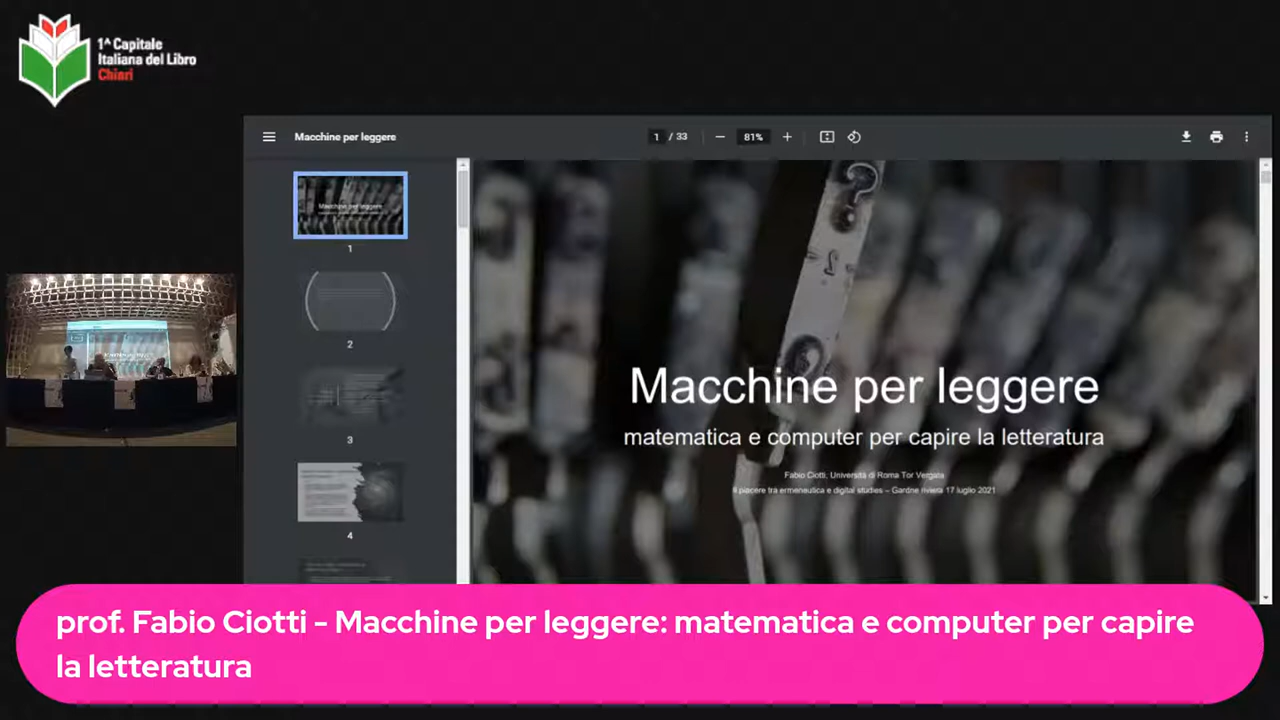 1^ Capitale
Italiana del Libro
Chiari
Macchine per leggere
1 / 33
81%
1
2
3
4
Macchine per leggere
matematica e computer per capire la letteratura
Fabio Ciotti, Università di Roma Tor Vergata
Il piacere tra ermeneutica e digital studies – Gardne riviera 17 luglio 2021
prof. Fabio Ciotti - Macchine per leggere: matematica e computer per capire
la letteratura